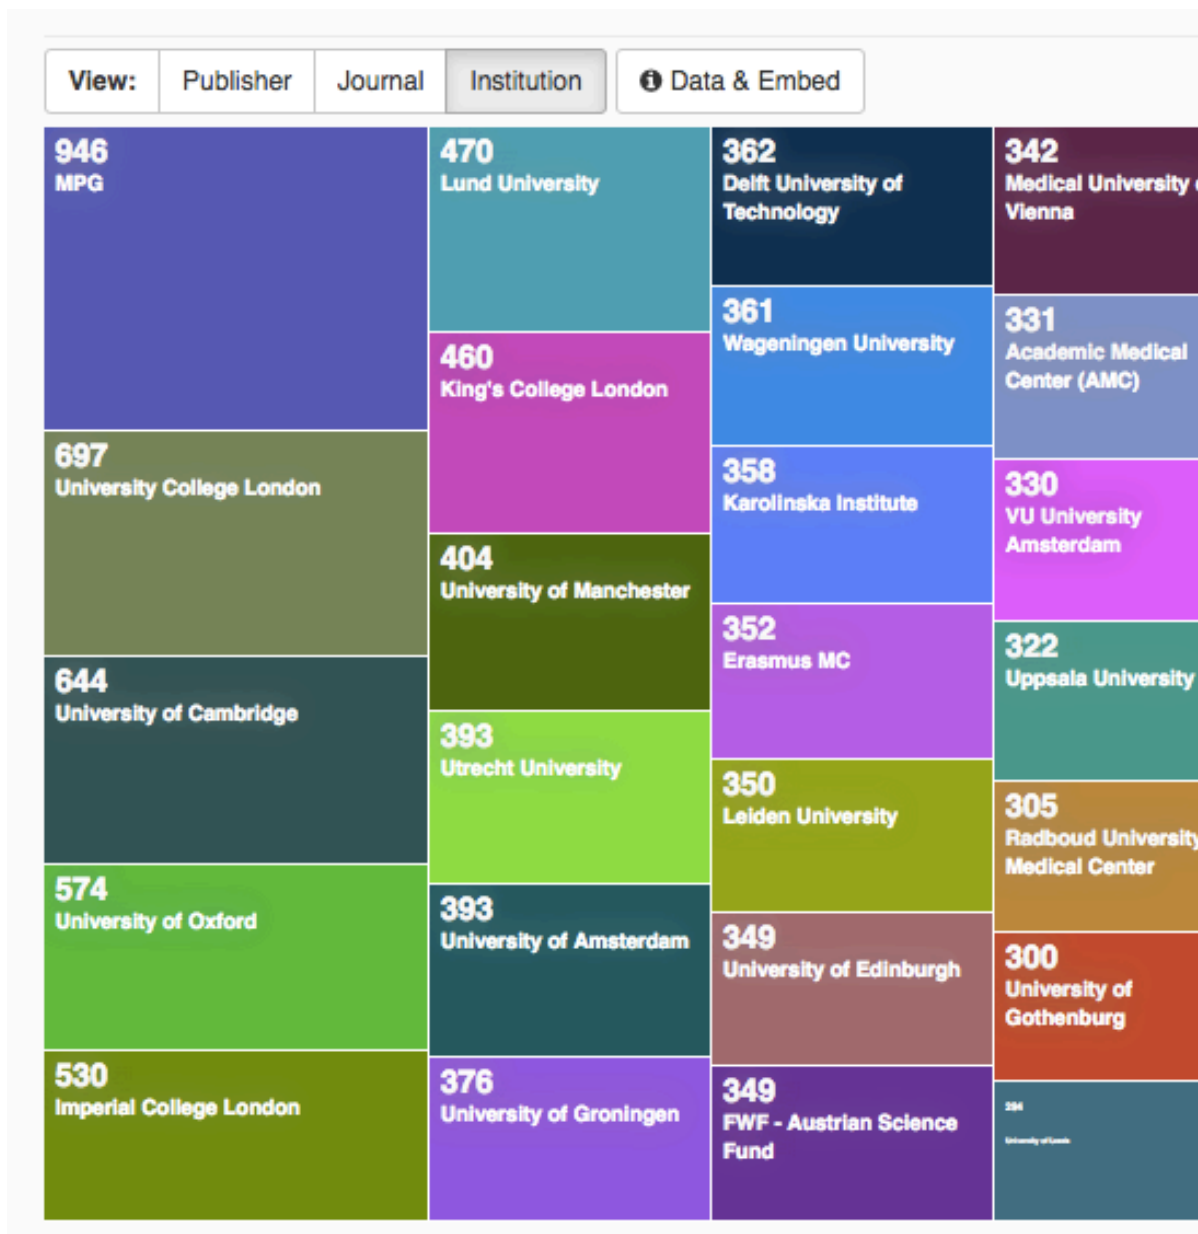 View: Publisher Journal Institution Data & Embed
946
MPG
697
University College London
644
University of Cambridge
574
University of Oxford
530
Imperial College London
470
Lund University
460
King's College London
404
University of Manchester
393
Utrecht University
393
University of Amsterdam
376
University of Groningen
362
Delft University of
Technology
361
Wageningen University
358
Karolinska Institute
352
Erasmus MC
350
Leiden University
349
University of Edinburgh
349
FWF - Austrian Science
Fund
342
Medical University
Vienna
331
Academic Medical
Center (AMC)
330
VU University
Amsterdam
322
Uppsala University
305
Radboud University
Medical Center
300
University of
Gothenburg
University of